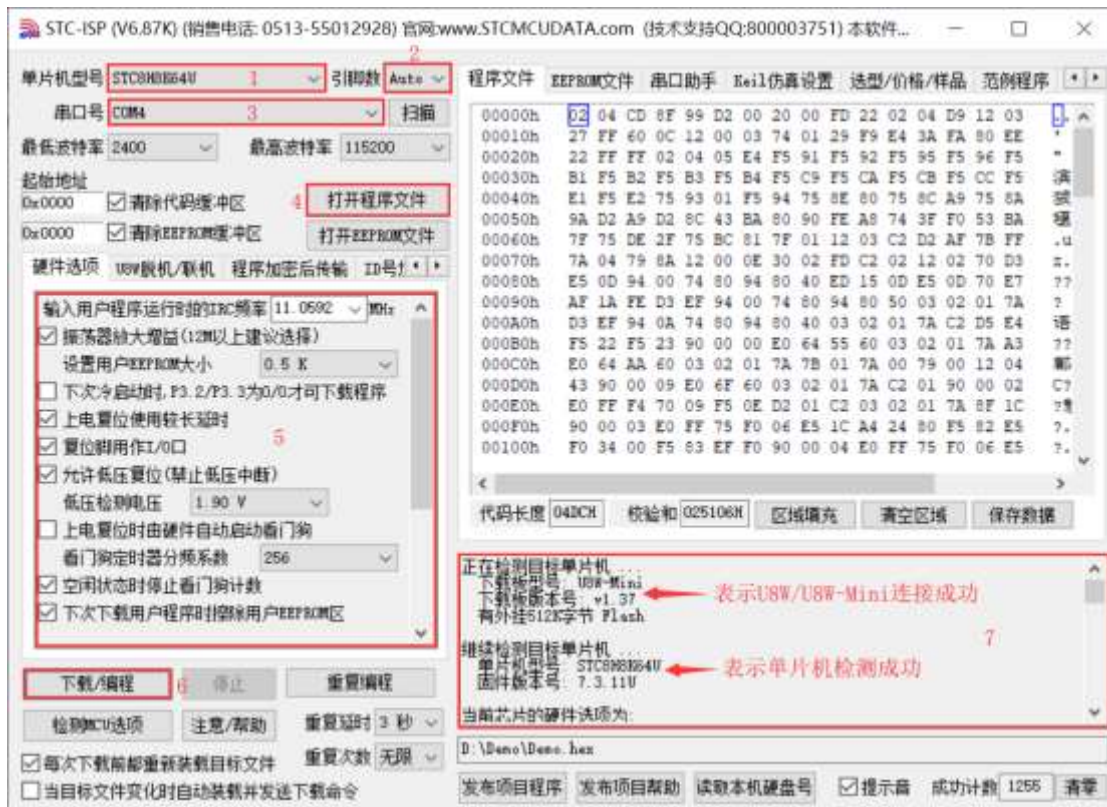 STC-ISP (V6.87K) (销售电话: 0513-55012928) 官网:www.STCMCUDATA.com (技术支持QQ:800003751) 本软件...
2
单片机型号 STC8H8K64U 1 引脚数 Auto
串口号 COM4 3 扫描
最低波特率 2400 最高波特率 115200
起始地址
0x0000 清除代码缓冲区 4 打开程序文件
0x0000 清除EEPROM缓冲区 打开EEPROM文件
硬件选项 U8W脱机/联机 程序加密后传输
输入用户程序运行时的IRC频率 11.0592 MHz
振荡器放大增益(12M以上建议选择)
设置用户EEPROM大小 0.5 K
下次冷启动时,P3.2/P3.3为0/0才可下载程序
上电复位使用较长延时
5
复位脚用作I/O口
允许低压复位(禁止低压中断)
低压检测电压 1.90 V
上电复位时由硬件自动启动看门狗
看门狗定时器分频系数 256
空闲状态时停止看门狗计数
下次下载用户程序时擦除用户EEPROM区
下载/编程 6 停止 重复编程
检测MCU选项 注意/帮助 重复延时 3 秒
重复次数 无限
每次下载前都重新装载目标文件
当目标文件变化时自动装载并发送下载命令
程序文件 EEPROM文件 串口助手 Keil仿真设置 选型/价格/样品 范例程序
00000h 02 04 CD 8F 99 D2 00 20 00 FD 22 02 04 D9 12 03
00010h 27 FF 60 0C 12 00 03 74 01 29 F9 E4 3A FA 80 EE
00020h 22 FF FF 02 04 05 E4 F5 91 F5 92 F5 95 F5 96 F5
00030h B1 F5 B2 F5 B3 F5 B4 F5 C9 F5 CA F5 CB F5 CC F5
00040h E1 F5 E2 75 93 01 F5 94 75 8E 80 75 8C A9 75 8A
00050h 9A D2 A9 D2 8C 43 BA 80 90 FE A8 74 3F F0 53 BA
00060h 7F 75 DE 2F 75 BC 81 7F 01 12 03 C2 D2 AF 7B FF
00070h 7A 04 79 8A 12 00 0E 30 02 FD C2 02 12 02 70 D3
00080h E5 0D 94 00 74 80 94 80 40 ED 15 0D E5 0D 70 E7
00090h AF 1A FE D3 EF 94 00 74 80 94 80 50 03 02 01 7A
000A0h D3 EF 94 0A 74 80 94 80 40 03 02 01 7A C2 D5 E4
000B0h F5 22 F5 23 90 00 00 E0 64 55 60 03 02 01 7A A3
000C0h E0 64 AA 60 03 02 01 7A 7B 01 7A 00 79 00 12 04
000D0h 43 90 00 09 E0 6F 60 03 02 01 7A C2 01 90 00 02
000E0h E0 FF F4 70 09 F5 0E D2 01 C2 03 02 01 7A 8F 1C
000F0h 90 00 03 E0 FF 75 F0 06 E5 1C A4 24 80 F5 82 E5
00100h F0 34 00 F5 83 EF F0 90 00 04 E0 FF 75 F0 06 E5
代码长度 04DCH 校验和 025106H 区域填充 清空区域 保存数据
正在检测目标单片机 ...
下载板型号: U8W-Mini
下载板版本号: v1.37
表示U8W/U8W-Mini连接成功
有外挂512K字节 Flash
7
继续检测目标单片机 ...
单片机型号: STC8H8K64U
表示单片机检测成功
固件版本号: 7.3.11U
当前芯片的硬件选项为:
D:\Demo\Demo.hex
发布项目程序 发布项目帮助 读取本机硬盘号 提示音 成功计数 1255 清零